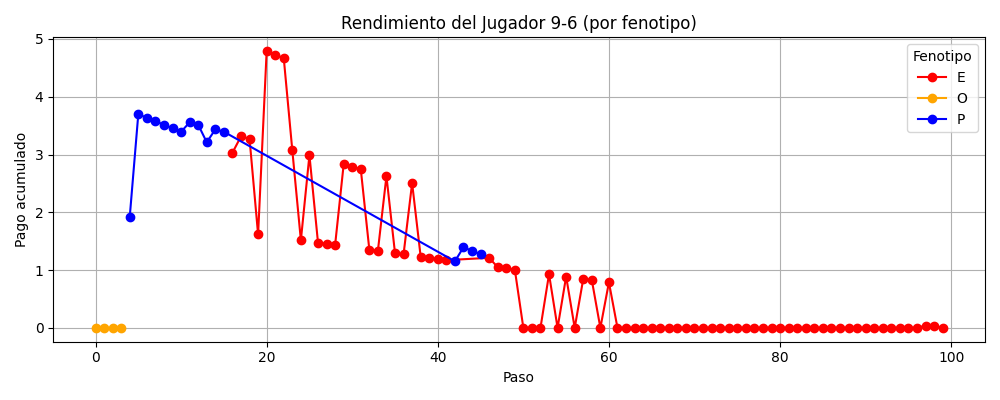 Rendimiento del Jugador 9-6 (por fenotipo)
Pago acumulado
5
4
3
2
1
0
Fenotipo
E
O
P
0 20 40 60 80 100
Paso